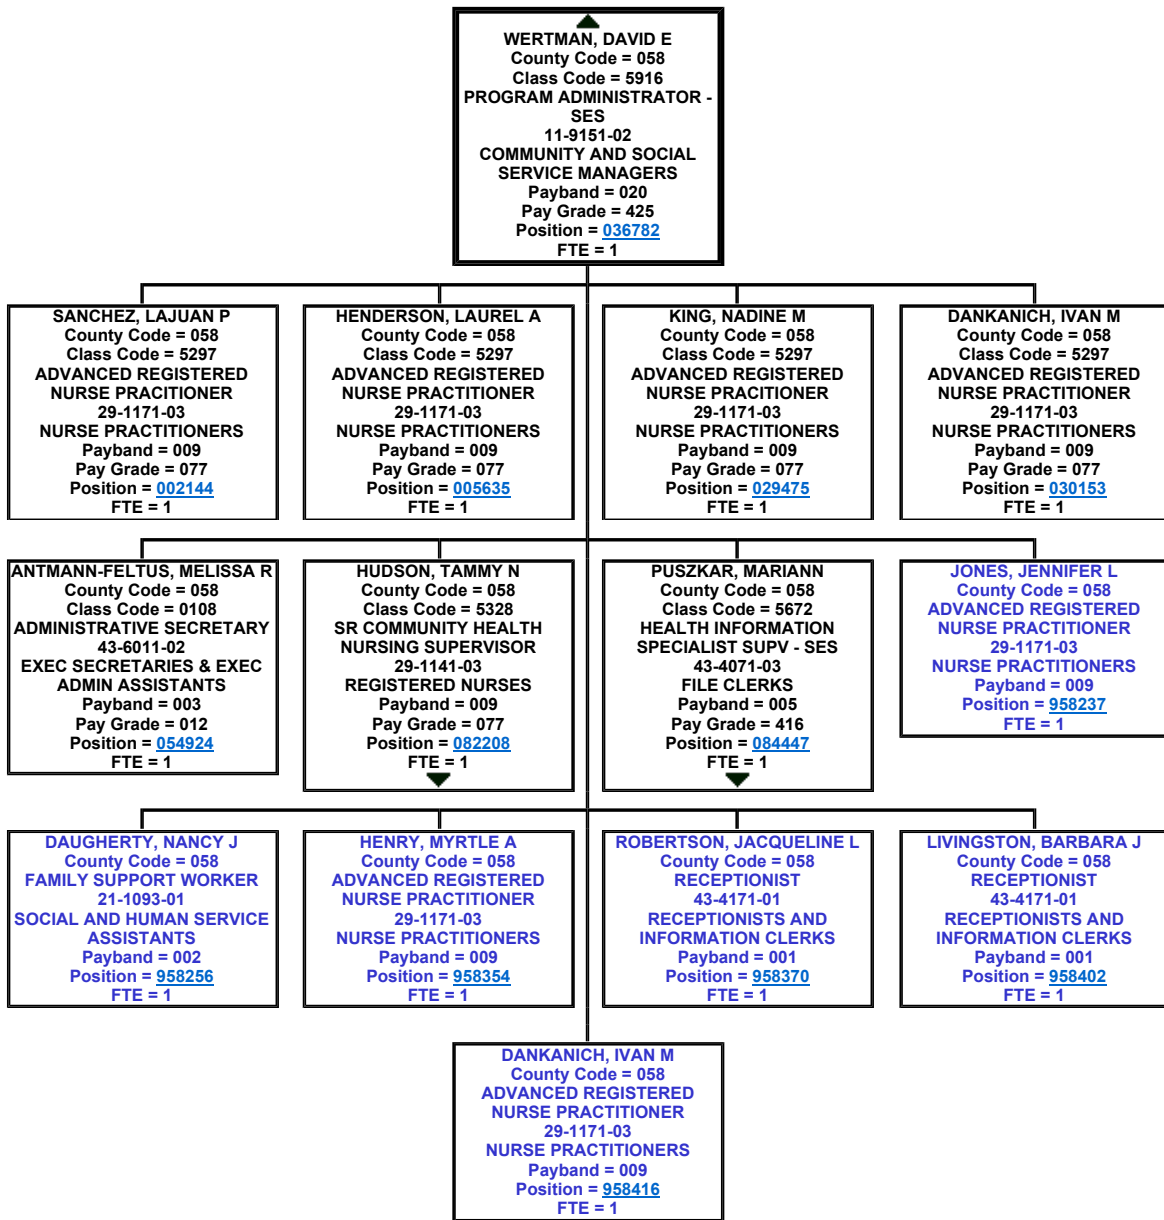 WERTMAN, DAVID E
County Code = 058
Class Code = 5916
PROGRAM ADMINISTRATOR -
SES
11-9151-02
COMMUNITY AND SOCIAL
SERVICE MANAGERS
Payband = 020
Pay Grade = 425
Position = 036782
FTE = 1
SANCHEZ, LAJUAN P
County Code = 058
Class Code = 5297
ADVANCED REGISTERED
NURSE PRACITIONER
29-1171-03
NURSE PRACTITIONERS
Payband = 009
Pay Grade = 077
Position = 002144
FTE = 1
HENDERSON, LAUREL A
County Code = 058
Class Code = 5297
ADVANCED REGISTERED
NURSE PRACTITIONER
29-1171-03
NURSE PRACTITIONERS
Payband = 009
Pay Grade = 077
Position = 005635
FTE = 1
KING, NADINE M
County Code = 058
Class Code = 5297
ADVANCED REGISTERED
NURSE PRACITIONER
29-1171-03
NURSE PRACTITIONERS
Payband = 009
Pay Grade = 077
Position = 029475
FTE = 1
DANKANICH, IVAN M
County Code = 058
Class Code = 5297
ADVANCED REGISTERED
NURSE PRACTITIONER
29-1171-03
NURSE PRACTITIONERS
Payband = 009
Pay Grade = 077
Position = 030153
FTE = 1
ANTMANN-FELTUS, MELISSA R
County Code = 058
Class Code = 0108
ADMINISTRATIVE SECRETARY
43-6011-02
EXEC SECRETARIES & EXEC
ADMIN ASSISTANTS
Payband = 003
Pay Grade = 012
Position = 054924
FTE = 1
HUDSON, TAMMY N
County Code = 058
Class Code = 5328
SR COMMUNITY HEALTH
NURSING SUPERVISOR
29-1141-03
REGISTERED NURSES
Payband = 009
Pay Grade = 077
Position = 082208
FTE = 1
PUSZKAR, MARIANN
County Code = 058
Class Code = 5672
HEALTH INFORMATION
SPECIALIST SUPV - SES
43-4071-03
FILE CLERKS
Payband = 005
Pay Grade = 416
Position = 084447
FTE = 1
JONES, JENNIFER L
County Code = 058
ADVANCED REGISTERED
NURSE PRACTITIONER
29-1171-03
NURSE PRACTITIONERS
Payband = 009
Position = 958237
FTE = 1
DAUGHERTY, NANCY J
County Code = 058
FAMILY SUPPORT WORKER
21-1093-01
SOCIAL AND HUMAN SERVICE
ASSISTANTS
Payband = 002
Position = 958256
FTE = 1
HENRY, MYRTLE A
County Code = 058
ADVANCED REGISTERED
NURSE PRACTITIONER
29-1171-03
NURSE PRACTITIONERS
Payband = 009
Position = 958354
FTE = 1
ROBERTSON, JACQUELINE L
County Code = 058
RECEPTIONIST
43-4171-01
RECEPTIONISTS AND
INFORMATION CLERKS
Payband = 001
Position = 958370
FTE = 1
LIVINGSTON, BARBARA J
County Code = 058
RECEPTIONIST
43-4171-01
RECEPTIONISTS AND
INFORMATION CLERKS
Payband = 001
Position = 958402
FTE = 1
DANKANICH, IVAN M
County Code = 058
ADVANCED REGISTERED
NURSE PRACTITIONER
29-1171-03
NURSE PRACTITIONERS
Payband = 009
Position = 958416
FTE = 1